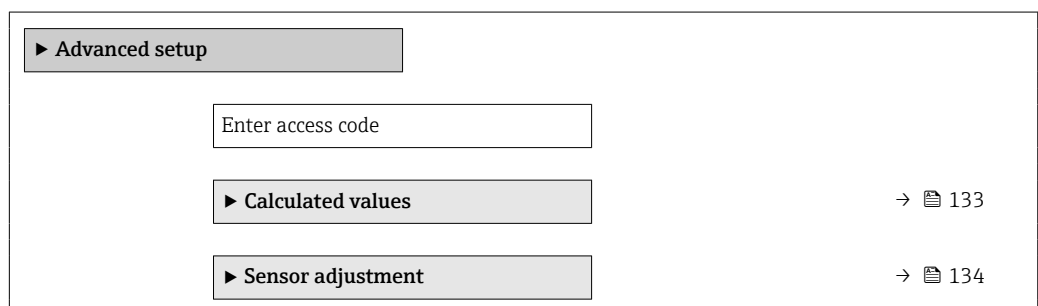 ▶ Advanced setup
Enter access code
▶ Calculated values → 🖹 133
▶ Sensor adjustment → 🖹 134